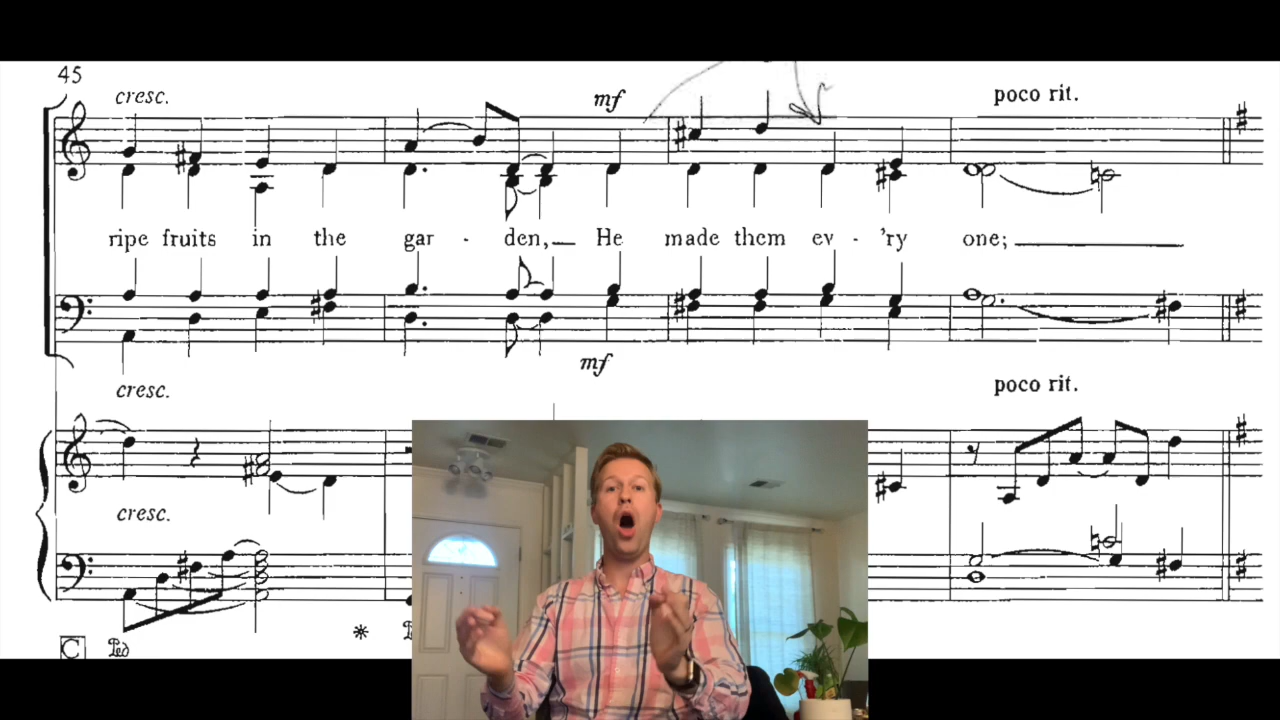 45
cresc.
mf
poco rit.
ripe fruits in the gar - den, He made them ev - 'ry one;
mf
cresc.
poco rit.
cresc.
C Ped *